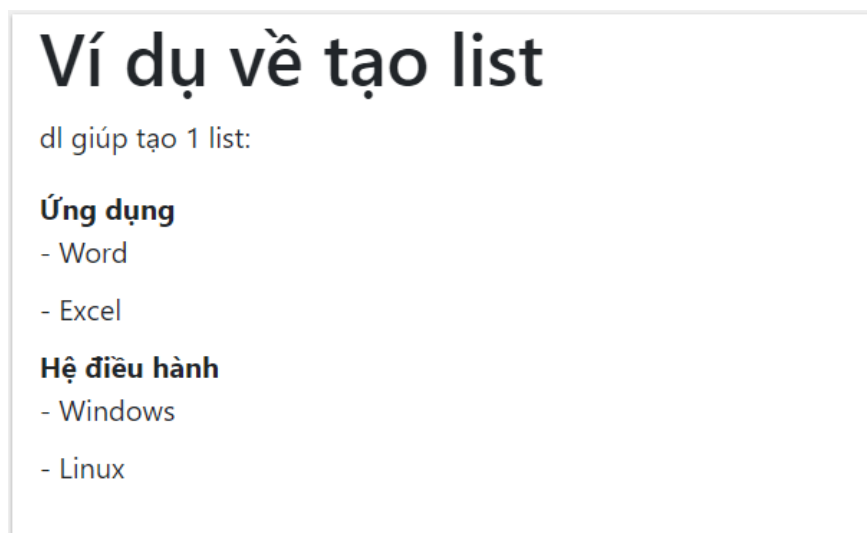 Ví dụ về tạo list
dl giúp tạo 1 list:
Ứng dụng
- Word
- Excel
Hệ điều hành
- Windows
- Linux